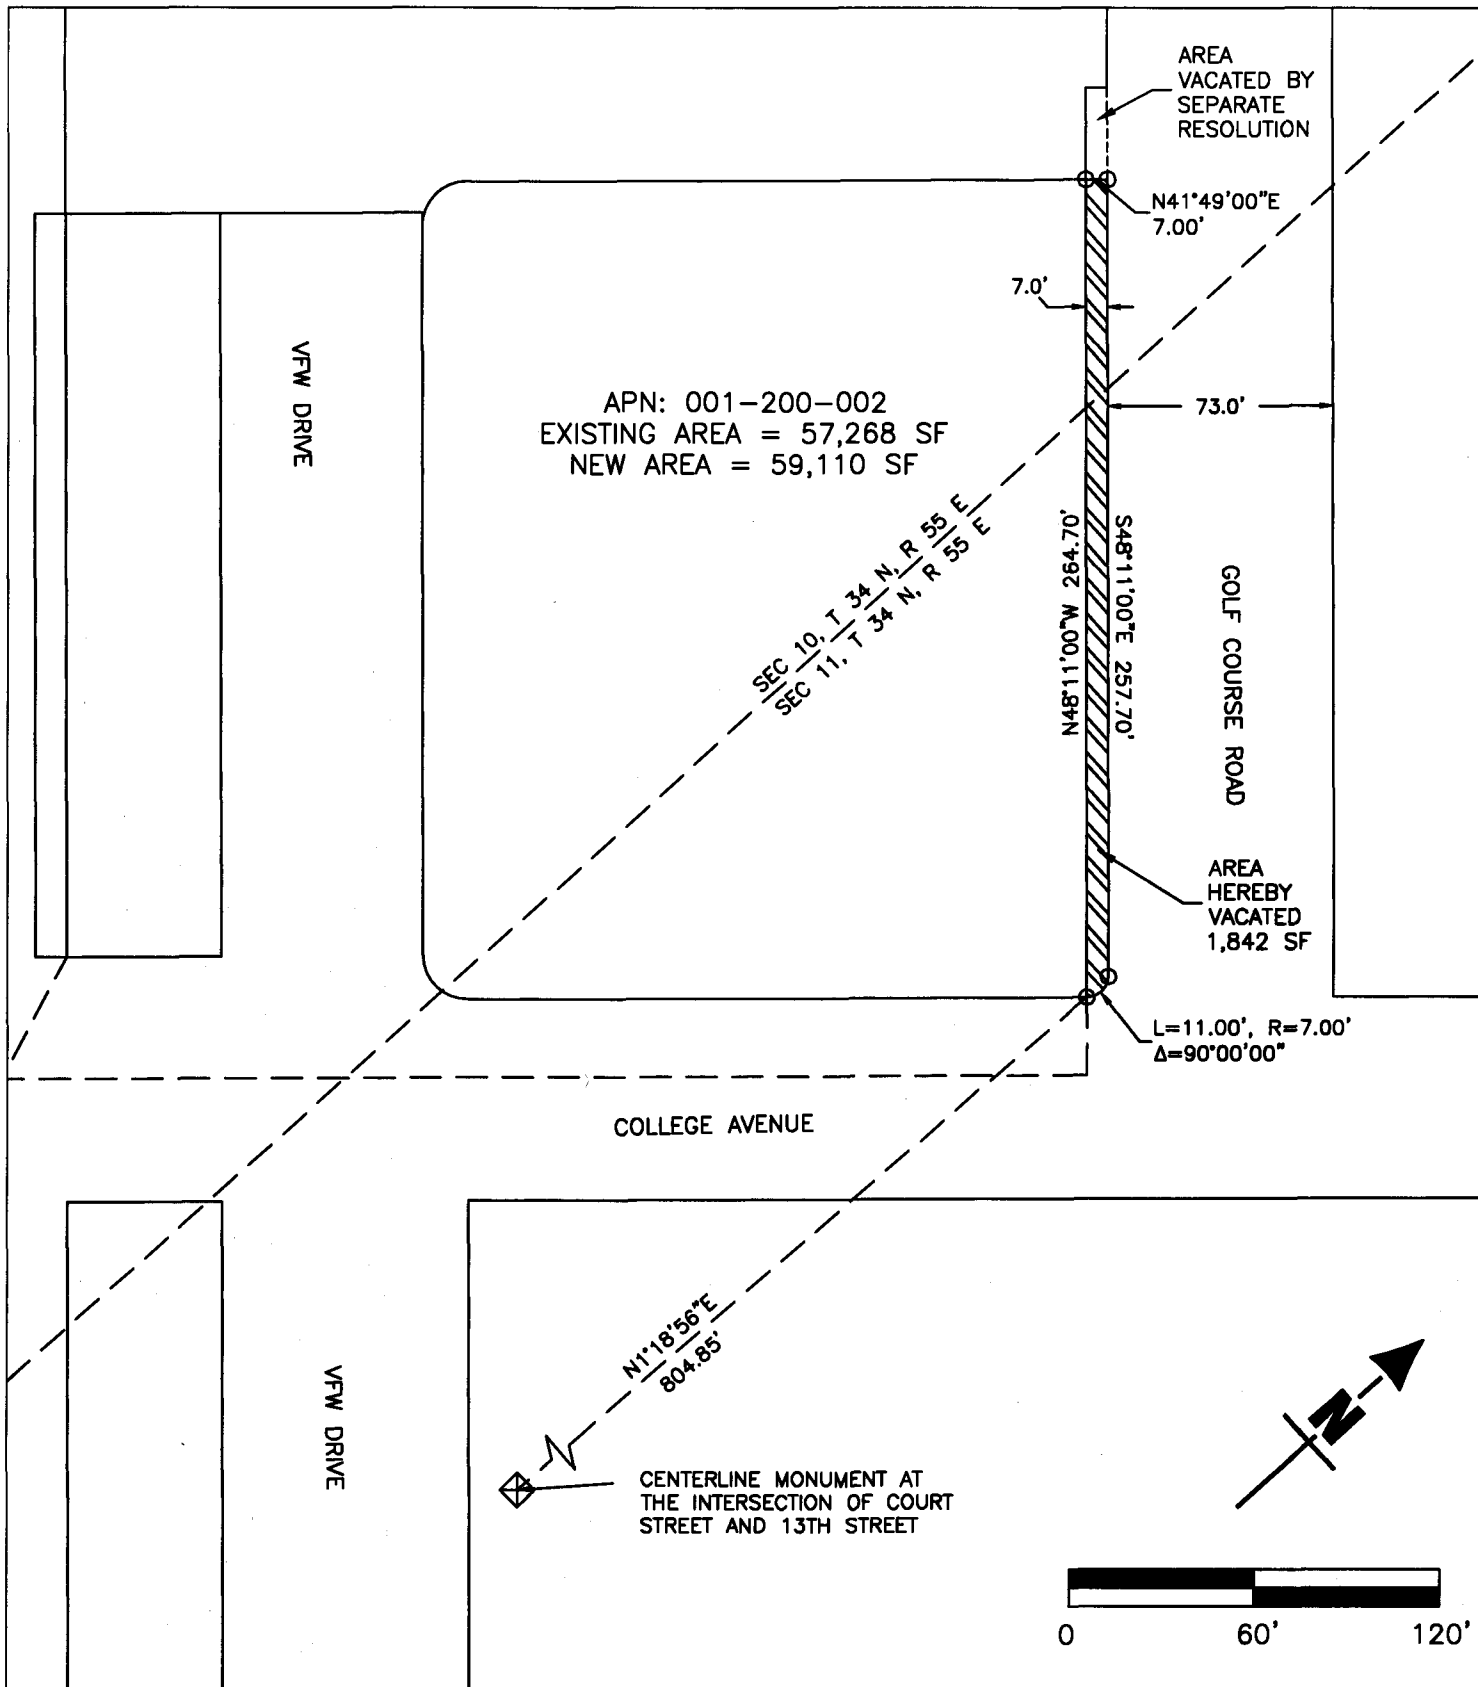 AREA
VACATED BY
SEPARATE
RESOLUTION
N41°49'00"E
7.00'
7.0'
VFW DRIVE
APN: 001-200-002
EXISTING AREA = 57,268 SF
NEW AREA = 59,110 SF
73.0'
SEC 10, T 34 N, R 55 E
SEC 11, T 34 N, R 55 E
N48°11'00"W 264.70'
S48°11'00"E 257.70'
GOLF COURSE ROAD
AREA
HEREBY
VACATED
1,842 SF
L=11.00', R=7.00'
Δ=90°00'00"
COLLEGE AVENUE
N1°18'56"E
804.85'
VFW DRIVE
CENTERLINE MONUMENT AT
THE INTERSECTION OF COURT
STREET AND 13TH STREET
N
0 60' 120'